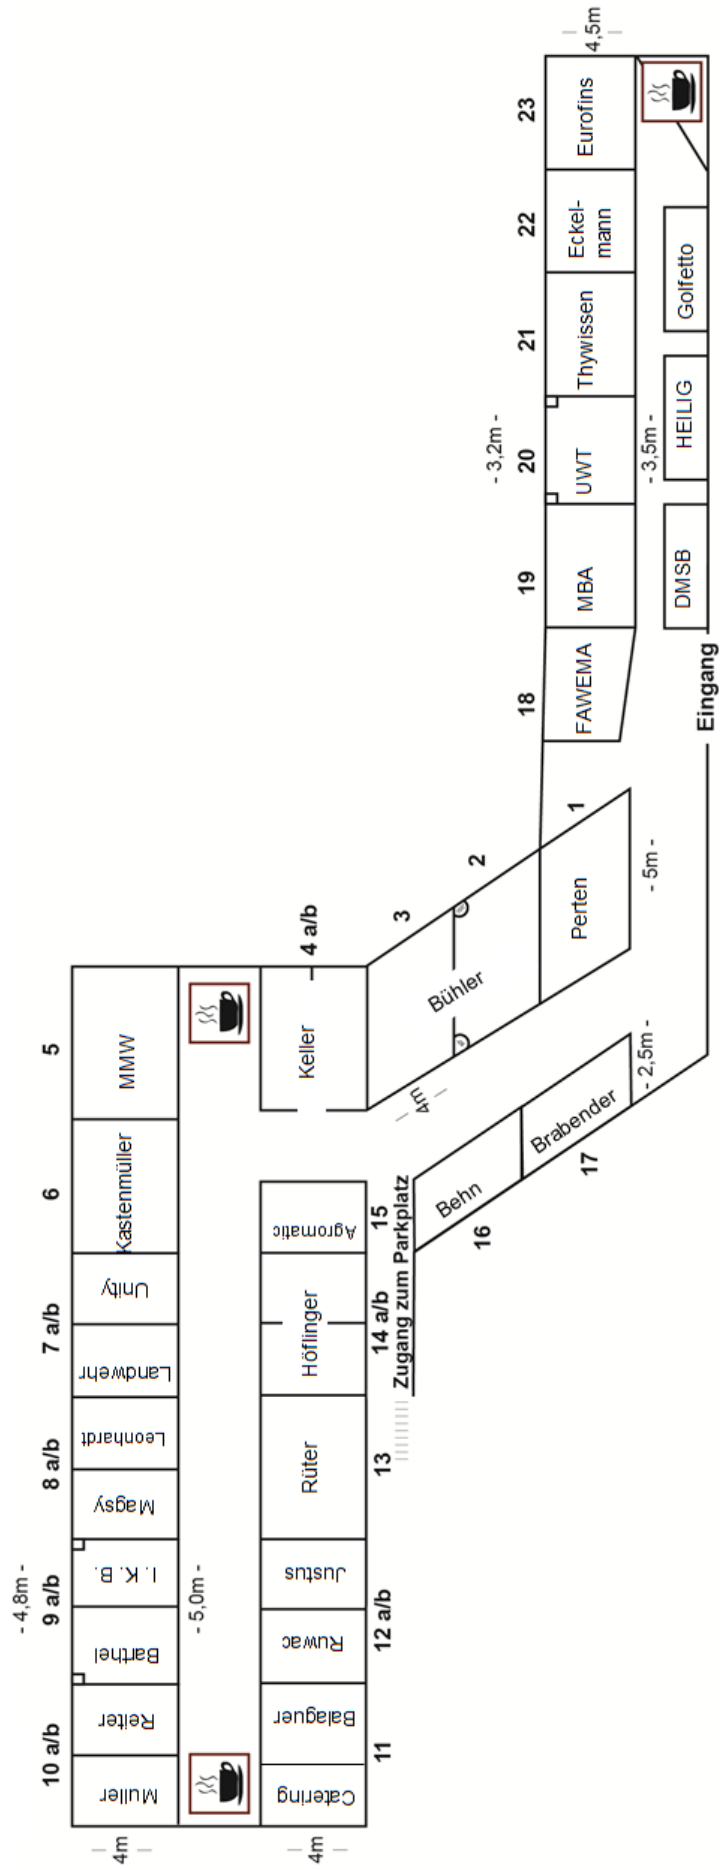 4,5m
23
Eurofins
22
Eckel-
mann
Golfetto
21
Thywissen
HEILIG
- 3,2m -
20
UWT
- 3,5m -
19
MBA
DMSB
18
FAWEMA
Eingang
1
Perten
- 5m -
2
3
Bühler
4m
4 a/b
Keller
5
MMW
6
Kastenmüller
Unity
7 a/b
Landwehr
Leonhardt
8 a/b
Magsy
- 4,8m -
9 a/b
I. K. B.
- 5,0m -
Barthel
10 a/b
Reiter
Muller
4m
4m
Catering
11
Balaguer
12 a/b
Ruwac
Justus
13
Rüter
14 a/b
Höflinger
15
Agromatic
Zugang zum Parkplatz
16
Behn
17
Brabender
- 2,5m -